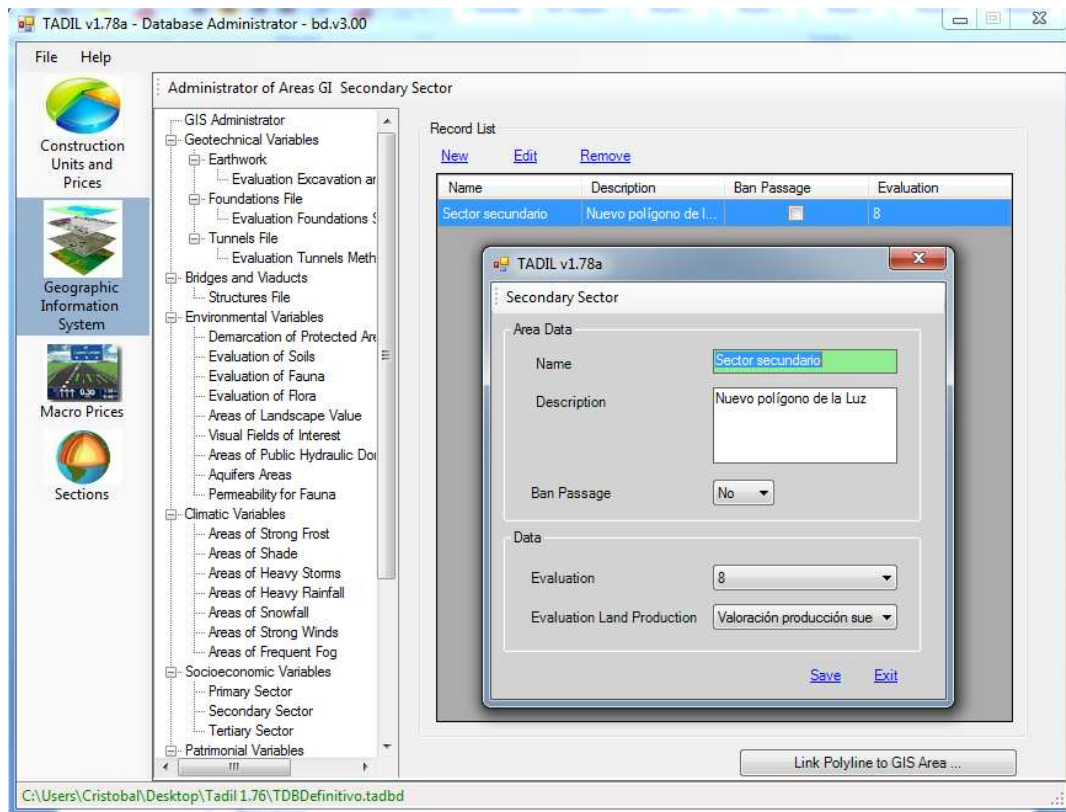 TADIL v1.78a - Database Administrator - bd.v3.00
File Help
Construction
Units and
Prices
Geographic
Information
System
Macro Prices
Sections
Administrator of Areas GI Secondary Sector
GIS Administrator
Geotechnical Variables
Earthwork
Evaluation Excavation ar
Foundations File
Evaluation Foundations S
Tunnels File
Evaluation Tunnels Meth
Bridges and Viaducts
Structures File
Environmental Variables
Demarcation of Protected Are
Evaluation of Soils
Evaluation of Fauna
Evaluation of Flora
Areas of Landscape Value
Visual Fields of Interest
Areas of Public Hydraulic Dor
Aquifers Areas
Permeability for Fauna
Climatic Variables
Areas of Strong Frost
Areas of Shade
Areas of Heavy Storms
Areas of Heavy Rainfall
Areas of Snowfall
Areas of Strong Winds
Areas of Frequent Fog
Socioeconomic Variables
Primary Sector
Secondary Sector
Tertiary Sector
Patrimonial Variables
Record List
New Edit Remove
Name Description Ban Passage Evaluation
Sector secundario Nuevo polígono de l... 8
TADIL v1.78a
Secondary Sector
Area Data
Name Sector secundario
Description Nuevo polígono de la Luz
Ban Passage No
Data
Evaluation 8
Evaluation Land Production Valoración producción sue
Save Exit
Link Polyline to GIS Area ...
C:\Users\Cristobal\Desktop\Tadil 1.76\TDBDefinitivo.tadbd